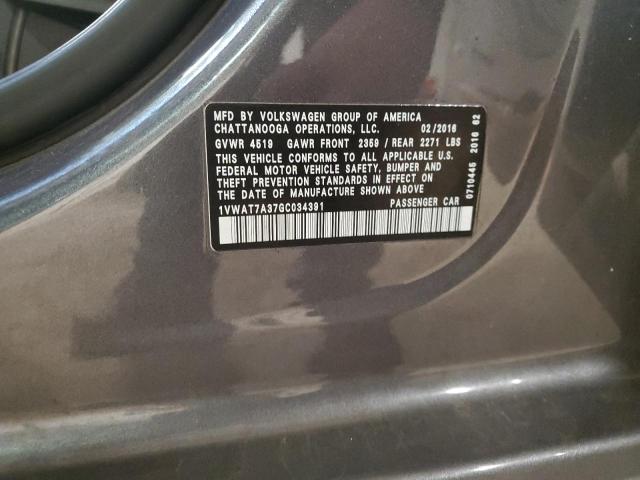 MFD BY VOLKSWAGEN GROUP OF AMERICA
CHATTANOOGA OPERATIONS, LLC. 02/2016
GVWR 4519 GAWR FRONT 2359 / REAR 2271 LBS
THIS VEHICLE CONFORMS TO ALL APPLICABLE U.S.
FEDERAL MOTOR VEHICLE SAFETY, BUMPER AND
THEFT PREVENTION STANDARDS IN EFFECT ON
THE DATE OF MANUFACTURE SHOWN ABOVE
1VWAT7A37GC034391 PASSENGER CAR
0710445 2016 62